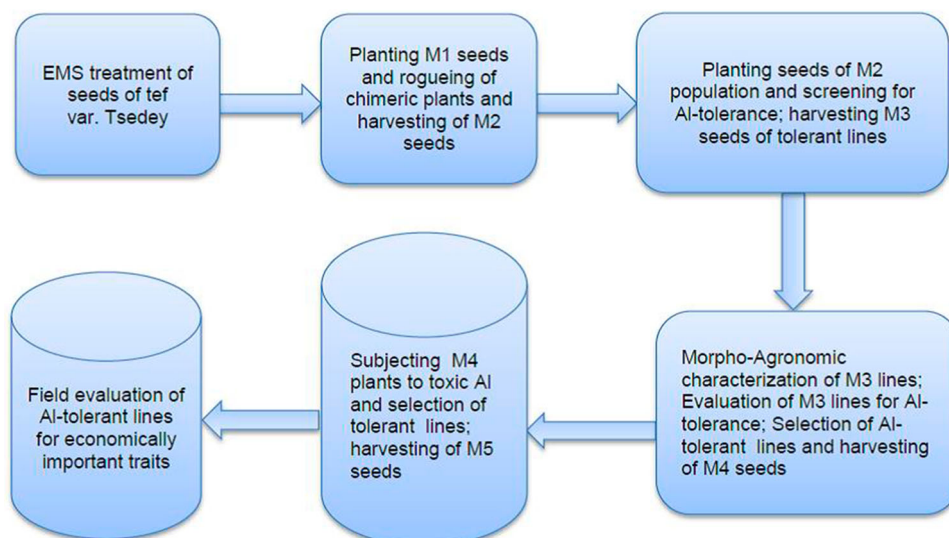 EMS treatment of
seeds of tef
var. Tsedey
Planting M1 seeds
and rogueing of
chimeric plants and
harvesting of M2
seeds
Planting seeds of M2
population and screening for
Al-tolerance; harvesting M3
seeds of tolerant lines
Morpho-Agronomic
characterization of M3 lines;
Evaluation of M3 lines for Al-
tolerance; Selection of Al-
tolerant lines and harvesting
of M4 seeds
Subjecting M4
plants to toxic Al
and selection of
tolerant lines;
harvesting of M5
seeds
Field evaluation of
Al-tolerant lines
for economically
important traits